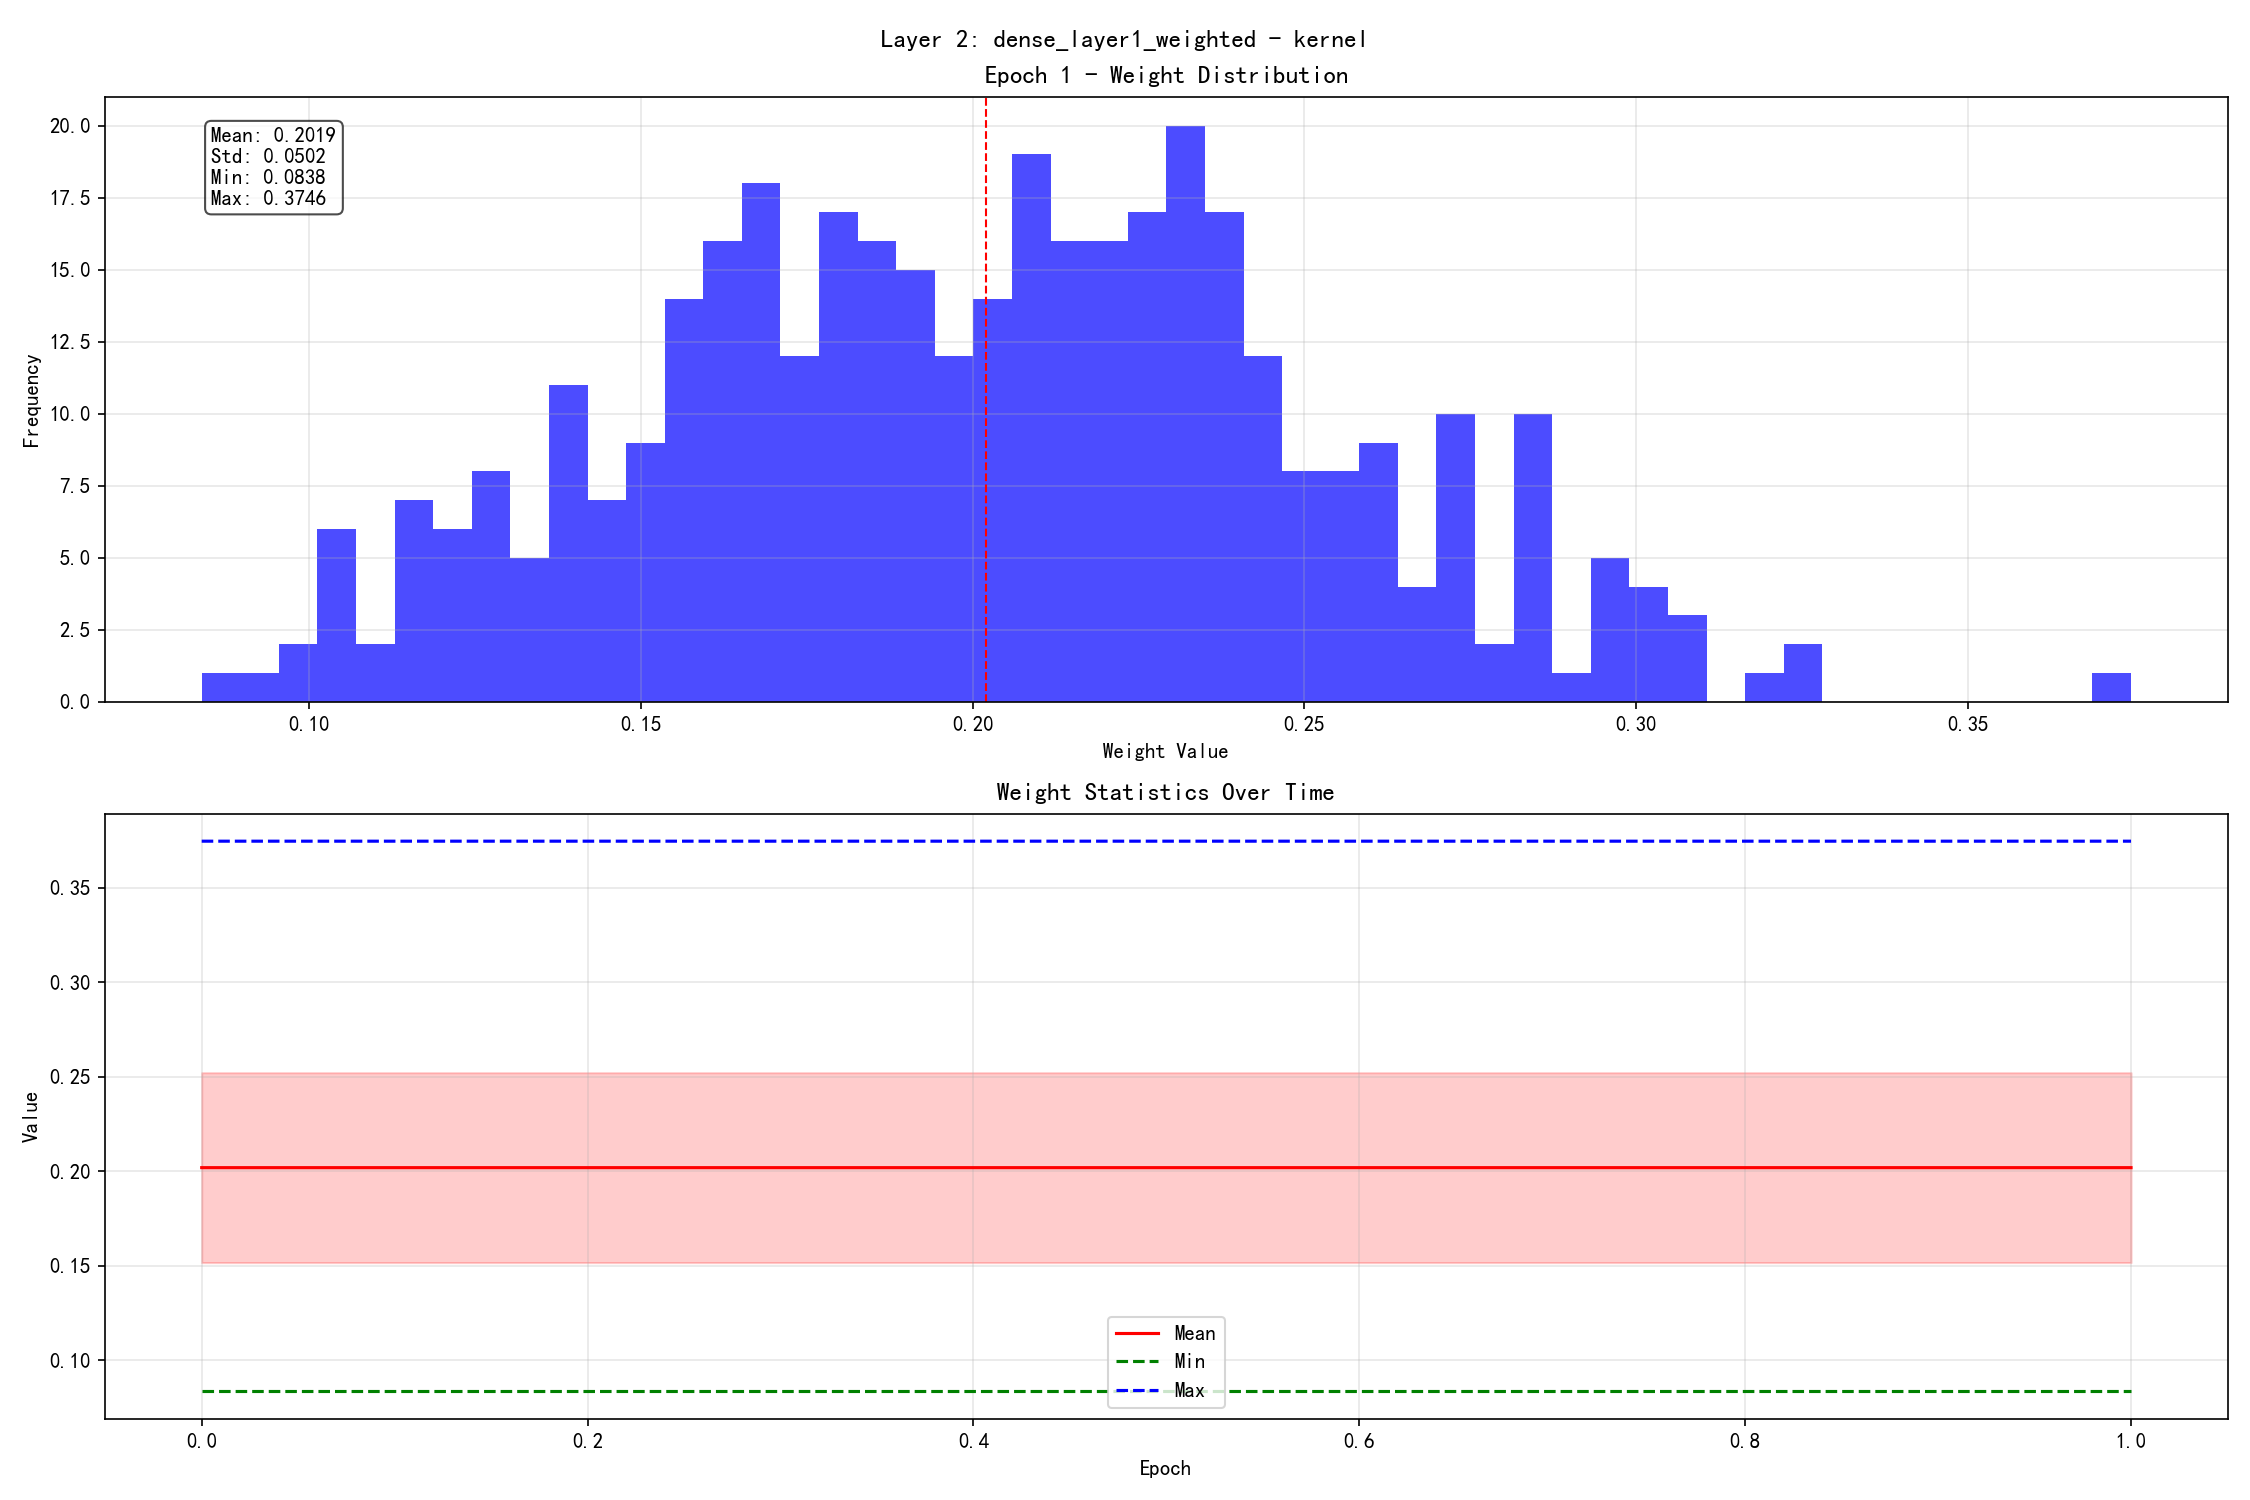 Layer 2: dense_layer1_weighted - kernel
Epoch 1 - Weight Distribution
20.0
17.5
15.0
12.5
10.0
7.5
5.0
2.5
0.0
Frequency
Mean: 0.2019
Std: 0.0502
Min: 0.0838
Max: 0.3746
0.10 0.15 0.20 0.25 0.30 0.35
Weight Value
Weight Statistics Over Time
0.35
0.30
0.25
0.20
0.15
0.10
Value
Mean
Min
Max
0.0 0.2 0.4 0.6 0.8 1.0
Epoch